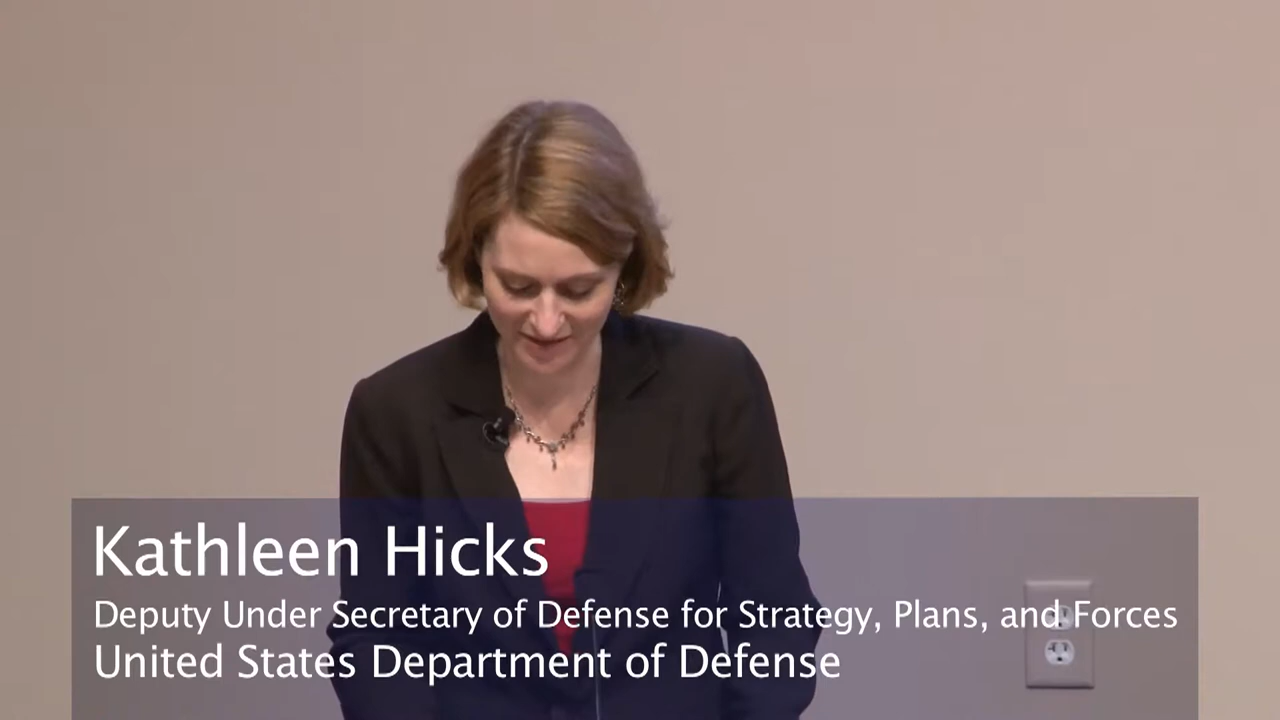 Kathleen Hicks
Deputy Under Secretary of Defense for Strategy, Plans, and Forces
United States Department of Defense